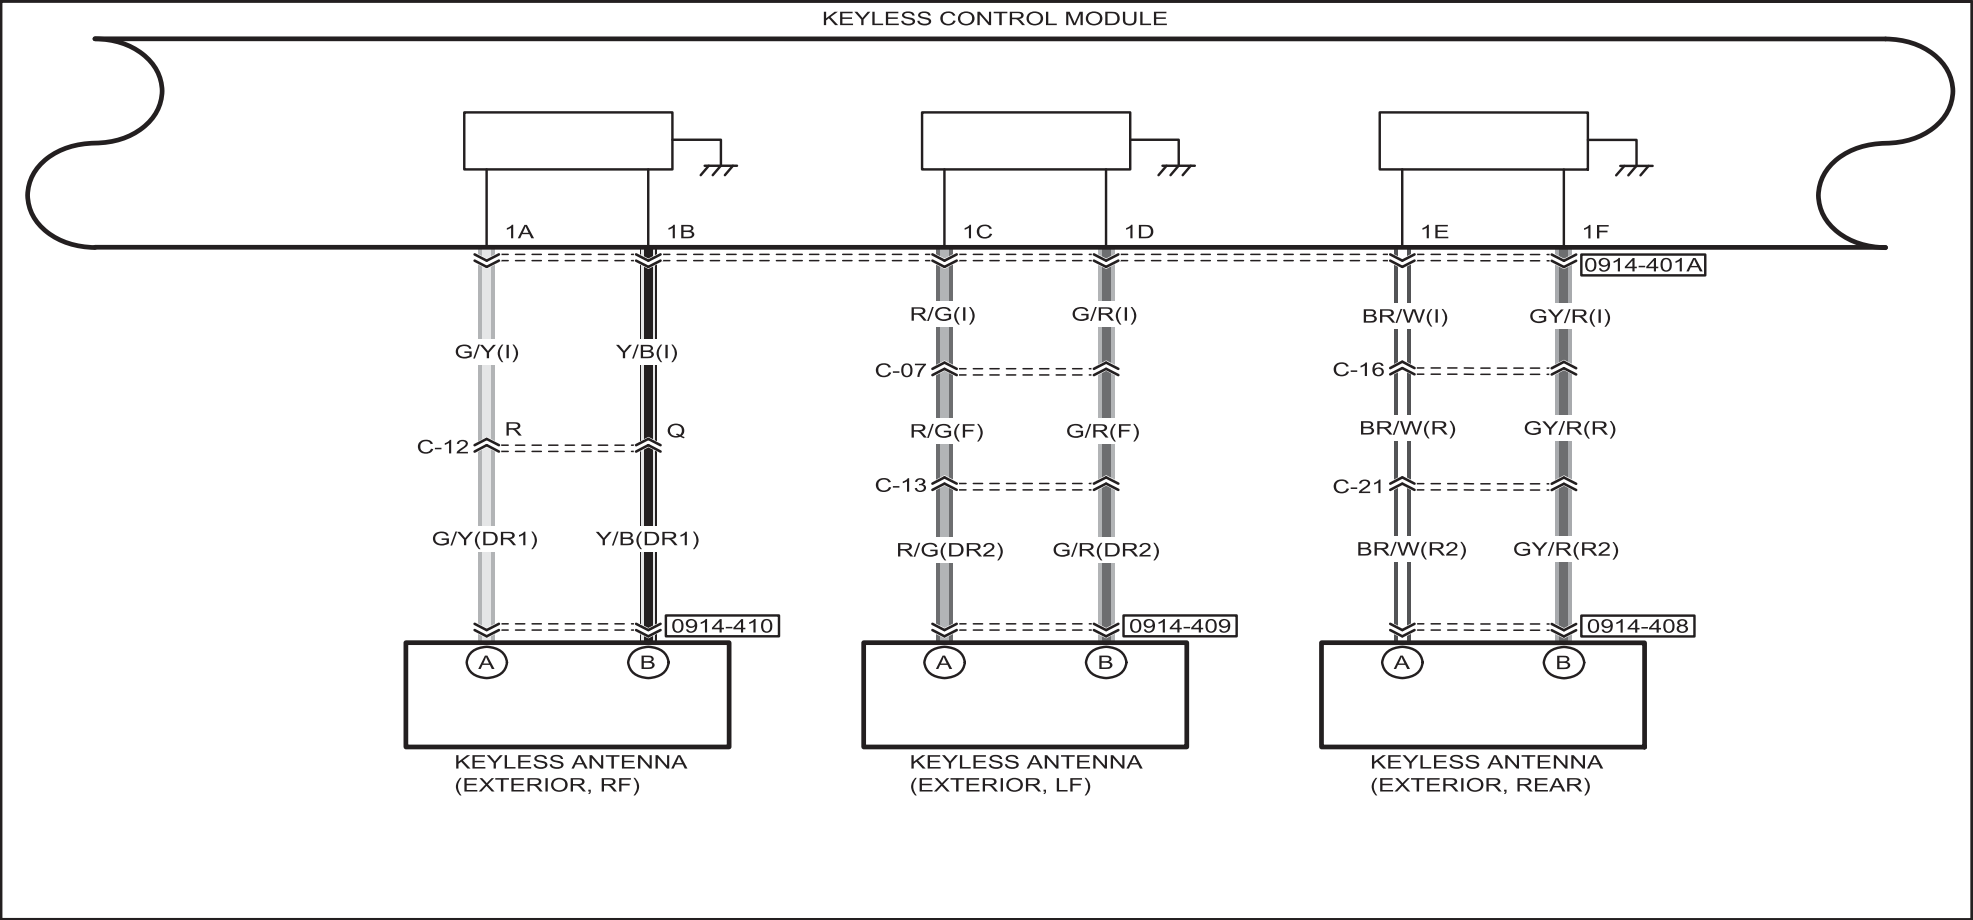 KEYLESS CONTROL MODULE
1A 1B 1C 1D 1E 1F
0914-401A
R/G(I) G/R(I) BR/W(I) GY/R(I)
G/Y(I) Y/B(I)
C-07 C-16
R Q
C-12
R/G(F) G/R(F) BR/W(R) GY/R(R)
C-13 C-21
G/Y(DR1) Y/B(DR1)
R/G(DR2) G/R(DR2) BR/W(R2) GY/R(R2)
0914-410 0914-409 0914-408
A B A B A B
KEYLESS ANTENNA KEYLESS ANTENNA KEYLESS ANTENNA
(EXTERIOR, RF) (EXTERIOR, LF) (EXTERIOR, REAR)